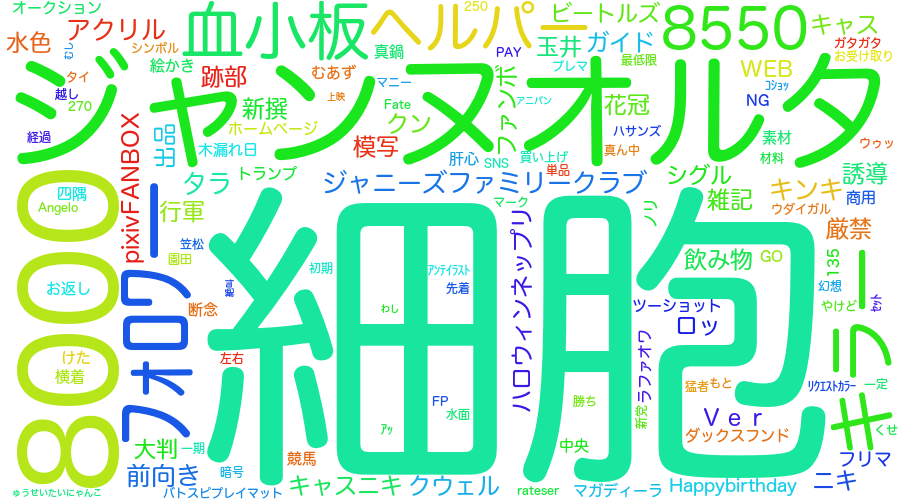 オークション
アクリル
水色
シンボル
むし
絵かき
タイ
越し
270
マニー
経過
血小板
ヘルパー
250
ビートルズ
8550
キャス
ガタガタ
お受け取り
真鍋
PAY
玉井
ガイド
プレマ
最低限
WEB
跡部
むあず
上映
新撰
Fate
クン
ファンボ
アニバン
花冠
NG
ジャンヌオルタ
ホームページ
出品
木漏れ日
模写
ハサンズ
素材
材料
ウゥッ
真ん中
肝心
SNS
買い上げ
単品
タラ
トランプ
ジャニーズファミリークラブ
シグル
誘導
マーク
雑記
キンキ
商用
ウダイガル
厳禁
四隅
Angelo
pixivFANBOX
行軍
笠松
園田
ノリ
飲み物
GO
135
幻想
やけど
セット
初期
アンティラスト
先着
わし
絶叫
ハロウィンネップリ
ツーショット
ロッ
お返し
断念
フォロワー
80000
細胞
キラー
左右
けた
横着
FP
水面
ラファオワ
新党
リクエストカラー
一定
猛者
もと
勝ち
Ver
ダックスフンド
くせ
アッ
中央
大判
一期
競馬
前向き
暗号
キャスニキ
クウェル
フリマ
ニキ
Happybirthday
マガディーラ
rateser
バトスピプレイマット
りゅうせいたいにゃんこ